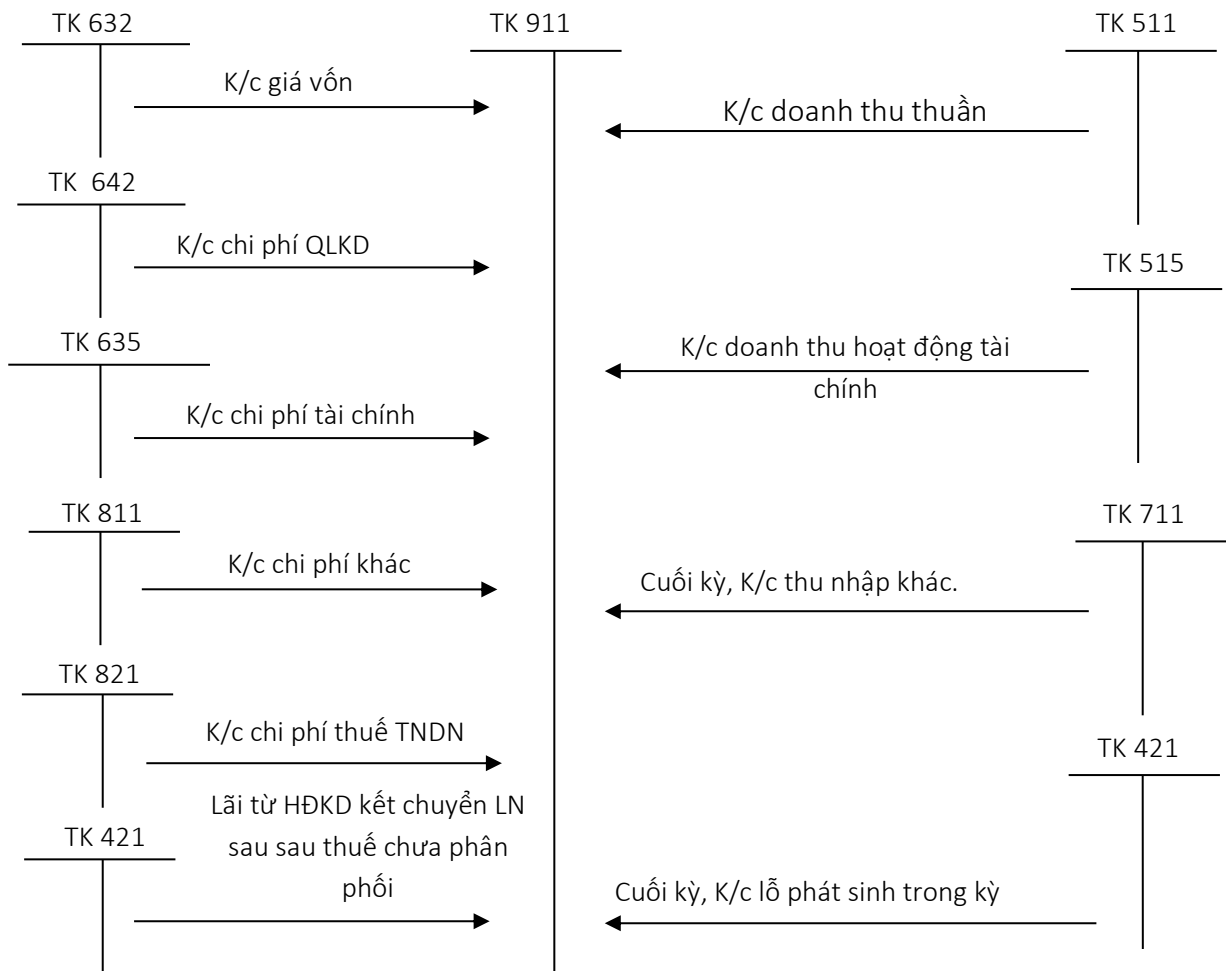 TK 632
TK 911
TK 511
K/c giá vốn
K/c doanh thu thuần
TK 642
K/c chi phí QLKD
TK 515
TK 635
K/c doanh thu hoạt động tài
chính
K/c chi phí tài chính
TK 811
TK 711
K/c chi phí khác
Cuối kỳ, K/c thu nhập khác.
TK 821
K/c chi phí thuế TNDN
TK 421
Lãi từ HĐKD kết chuyển LN
sau sau thuế chưa phân
phối
TK 421
Cuối kỳ, K/c lỗ phát sinh trong kỳ